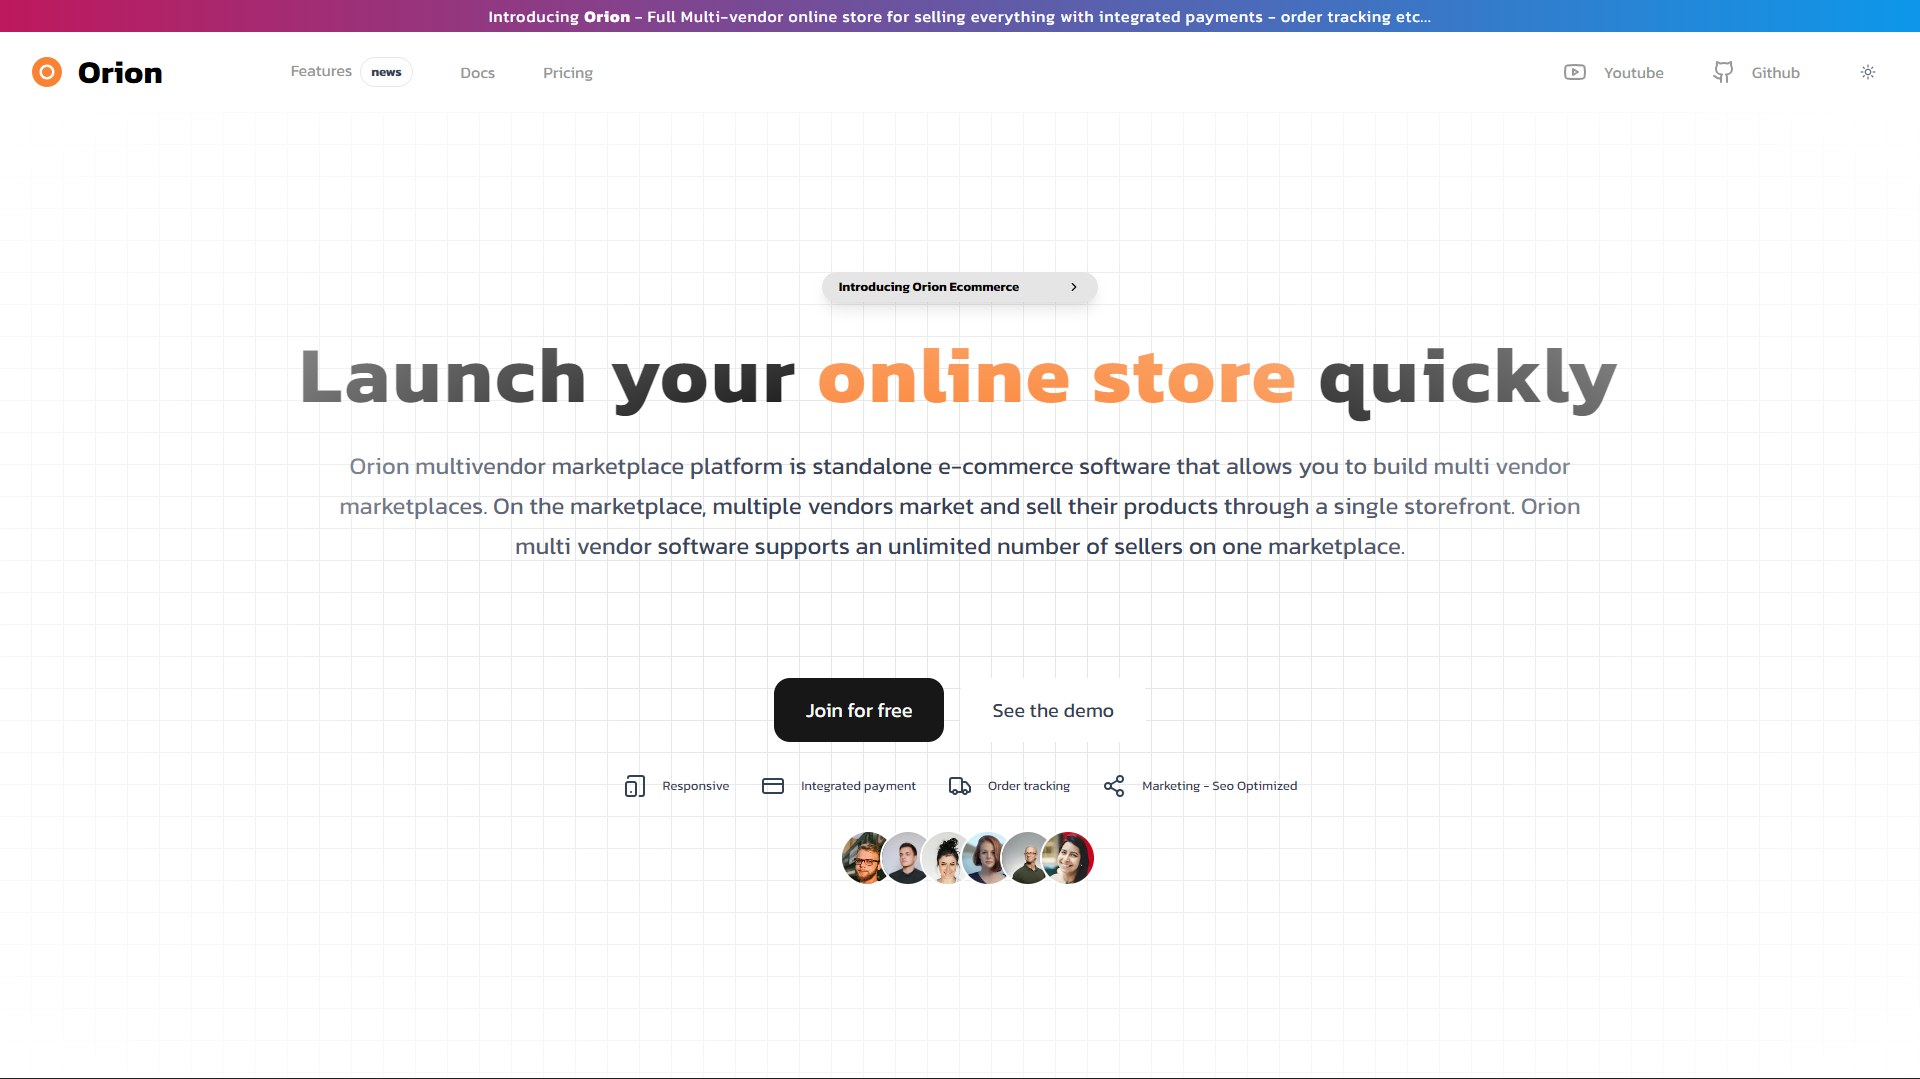 Introducing Orion - Full Multi-vendor online store for selling everything with integrated payments - order tracking etc...
Orion
Features news
Docs
Pricing
Youtube
Github
Introducing Orion Ecommerce
Launch your online store quickly
Orion multivendor marketplace platform is standalone e-commerce software that allows you to build multi vendor
marketplaces. On the marketplace, multiple vendors market and sell their products through a single storefront. Orion
multi vendor software supports an unlimited number of sellers on one marketplace.
Join for free
See the demo
Responsive
Integrated payment
Order tracking
Marketing - Seo Optimized